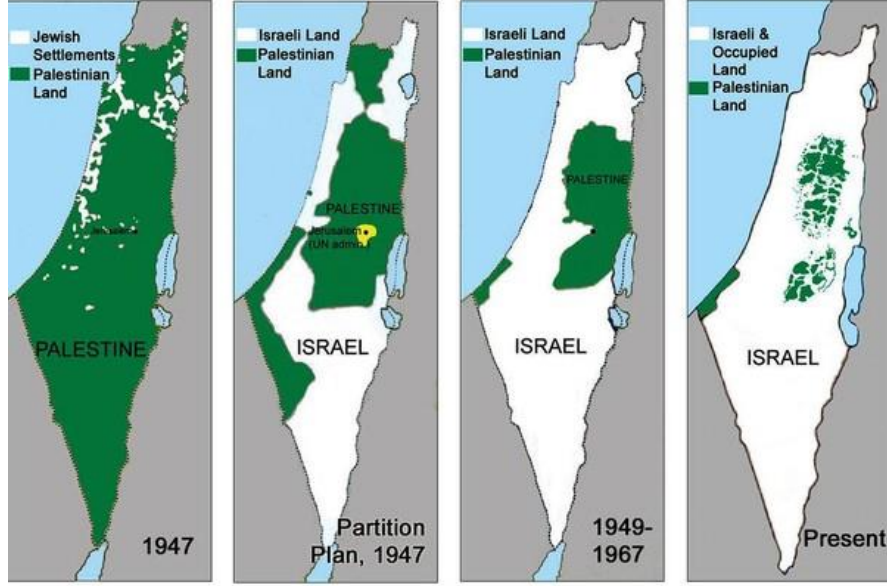 Jewish
Settlements
Palestinian
Land
Jerusalem
PALESTINE
1947
Israeli Land
Palestinian
Land
PALESTINE
Jerusalem
(UN admin.)
ISRAEL
Partition
Plan, 1947
Israeli Land
Palestinian
Land
PALESTINE
ISRAEL
1949-
1967
Israeli &
Occupied
Land
Palestinian
Land
ISRAEL
Present